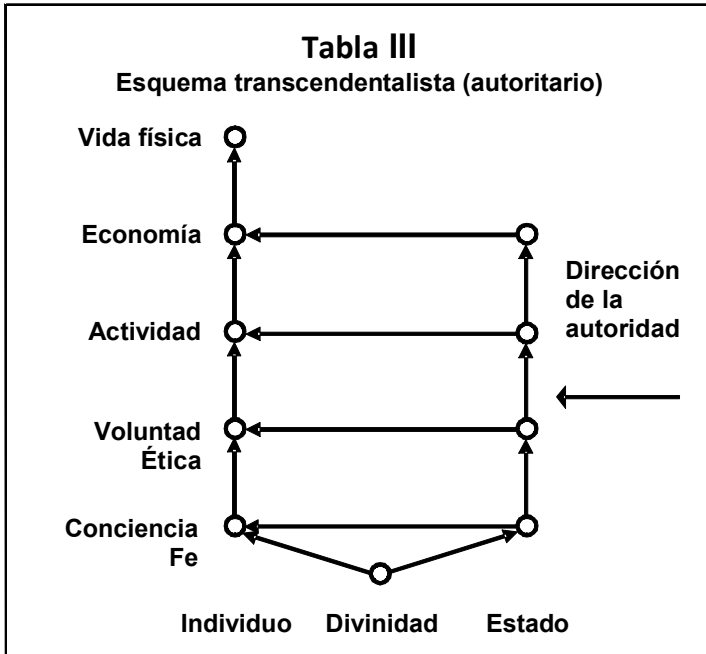 Tabla III
Esquema transcendentalista (autoritario)
Vida física
Economía
Dirección
de la
autoridad
Actividad
Voluntad
Ética
Conciencia
Fe
Individuo Divinidad Estado